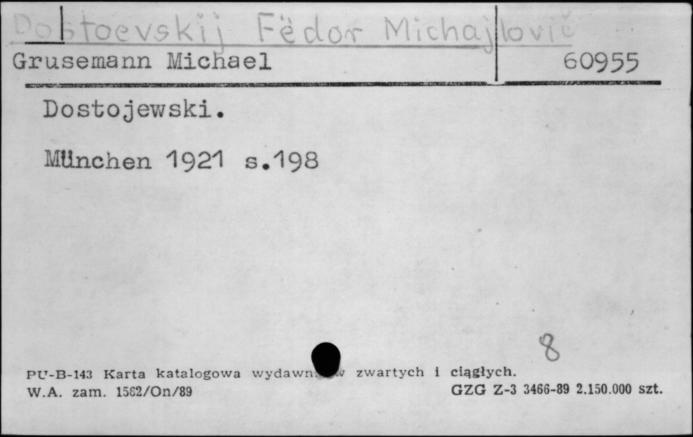 Dostoevskij Fëdor Michajlovič
Grusemann Michael 60955
Dostojewski.
München 1921 s.198
8
PU-B-143 Karta katalogowa zwartych i ciągłych.
W.A. zam. 1562/On/89 GZG Z-3 3466-89 2.150.000 szt.